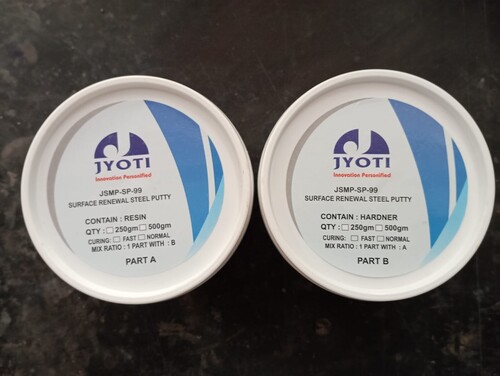 JYOTI
Innovation Personified
JSMP-SP-99
SURFACE RENEWAL STEEL PUTTY
CONTAIN : RESIN
QTY : 250gm 500gm
CURING: FAST NORMAL
MIX RATIO : 1 PART WITH : B
PART A
JYOTI
Innovation Personified
JSMP-SP-99
SURFACE RENEWAL STEEL PUTTY
CONTAIN : HARDNER
QTY : 250gm 500gm
CURING: FAST NORMAL
MIX RATIO : 1 PART WITH : A
PART B